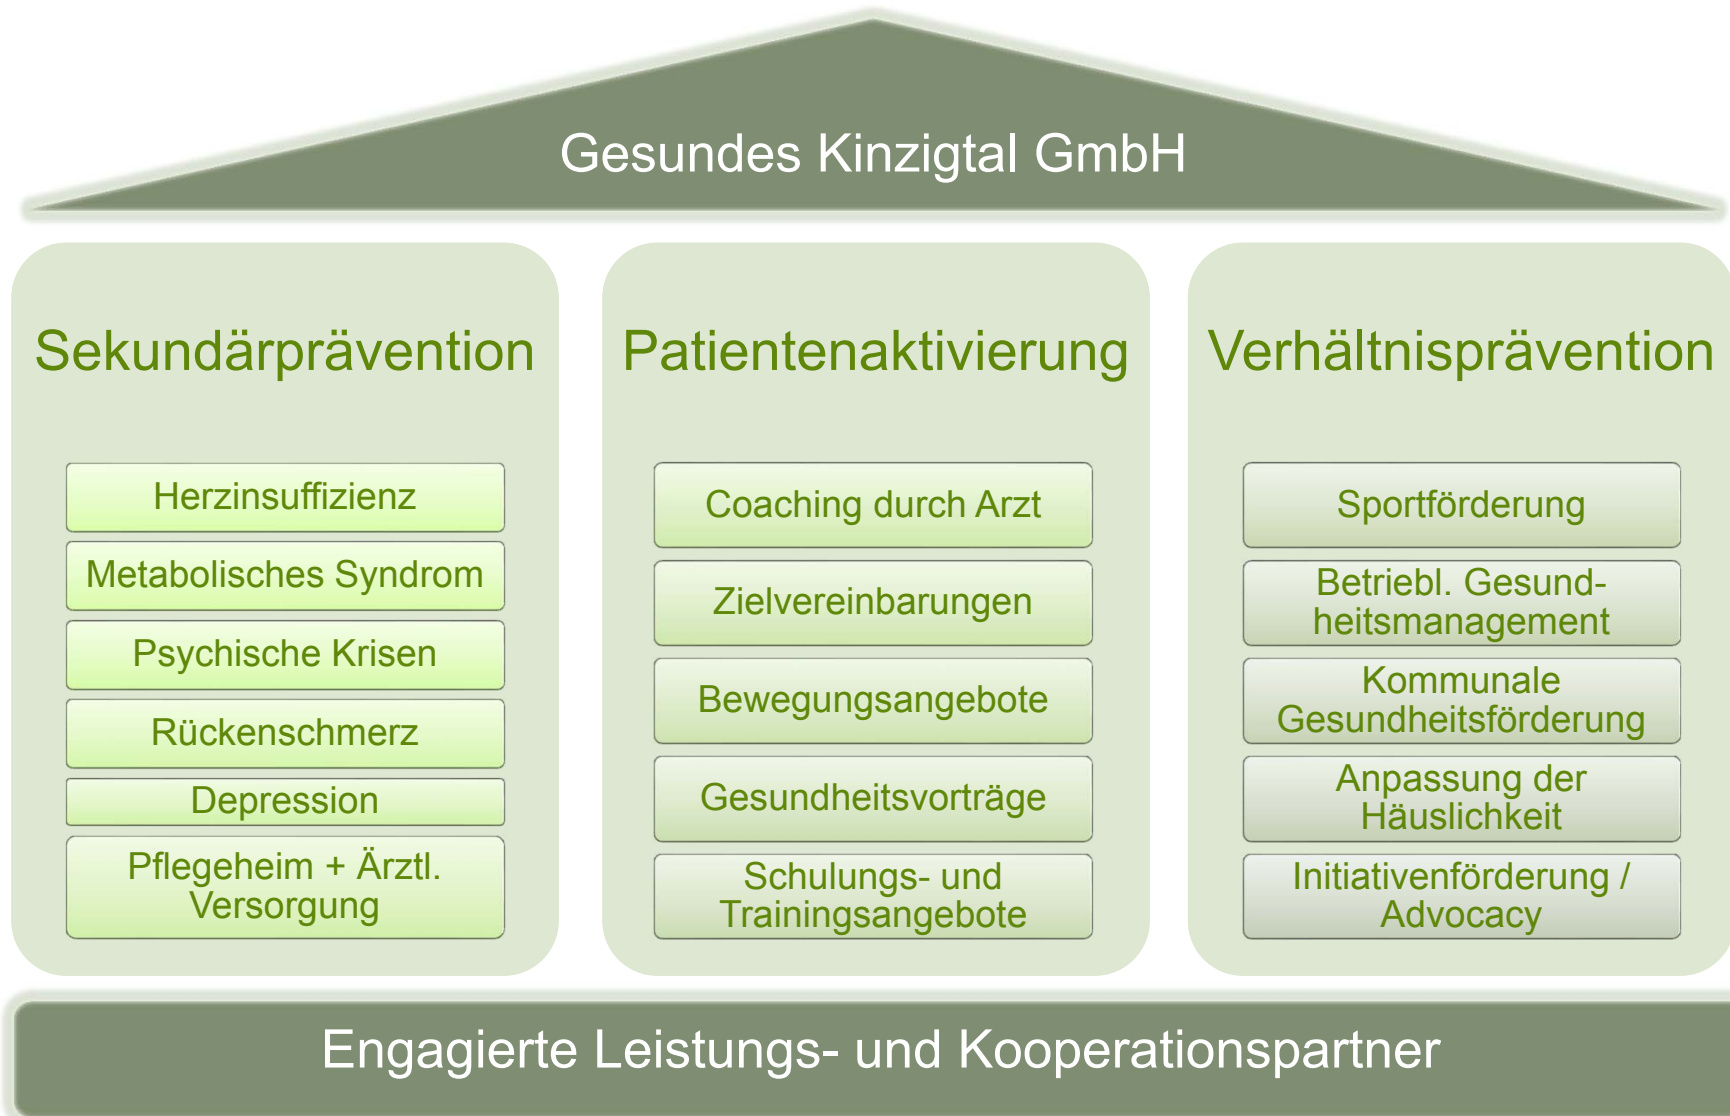 Gesundes Kinzigtal GmbH
Sekundärprävention
Herzinsuffizienz
Metabolisches Syndrom
Psychische Krisen
Rückenschmerz
Depression
Pflegeheim + Ärztl.
Versorgung
Patientenaktivierung
Coaching durch Arzt
Zielvereinbarungen
Bewegungsangebote
Gesundheitsvorträge
Schulungs- und
Trainingsangebote
Verhältnisprävention
Sportförderung
Betriebl. Gesund-
heitsmanagement
Kommunale
Gesundheitsförderung
Anpassung der
Häuslichkeit
Initiativenförderung /
Advocacy
Engagierte Leistungs- und Kooperationspartner